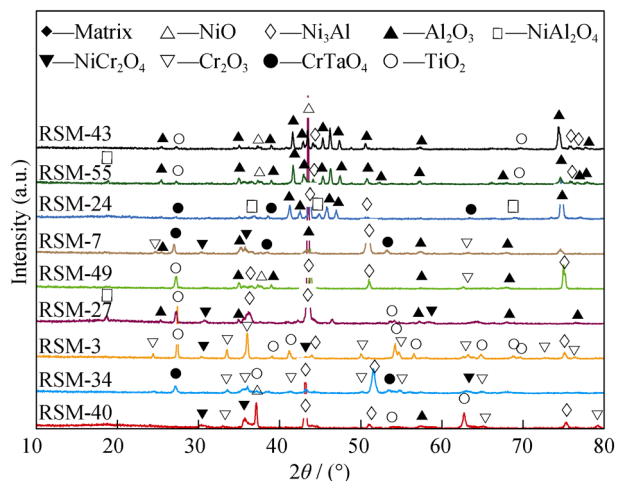 Matrix NiO Ni₃Al Al₂O₃ NiAl₂O₄
NiCr₂O₄ Cr₂O₃ CrTaO₄ TiO₂
RSM-43
RSM-55
RSM-24
RSM-7
RSM-49
RSM-27
RSM-3
RSM-34
RSM-40
Intensity (a.u.)
10 20 30 40 50 60 70 80
2θ / (°)